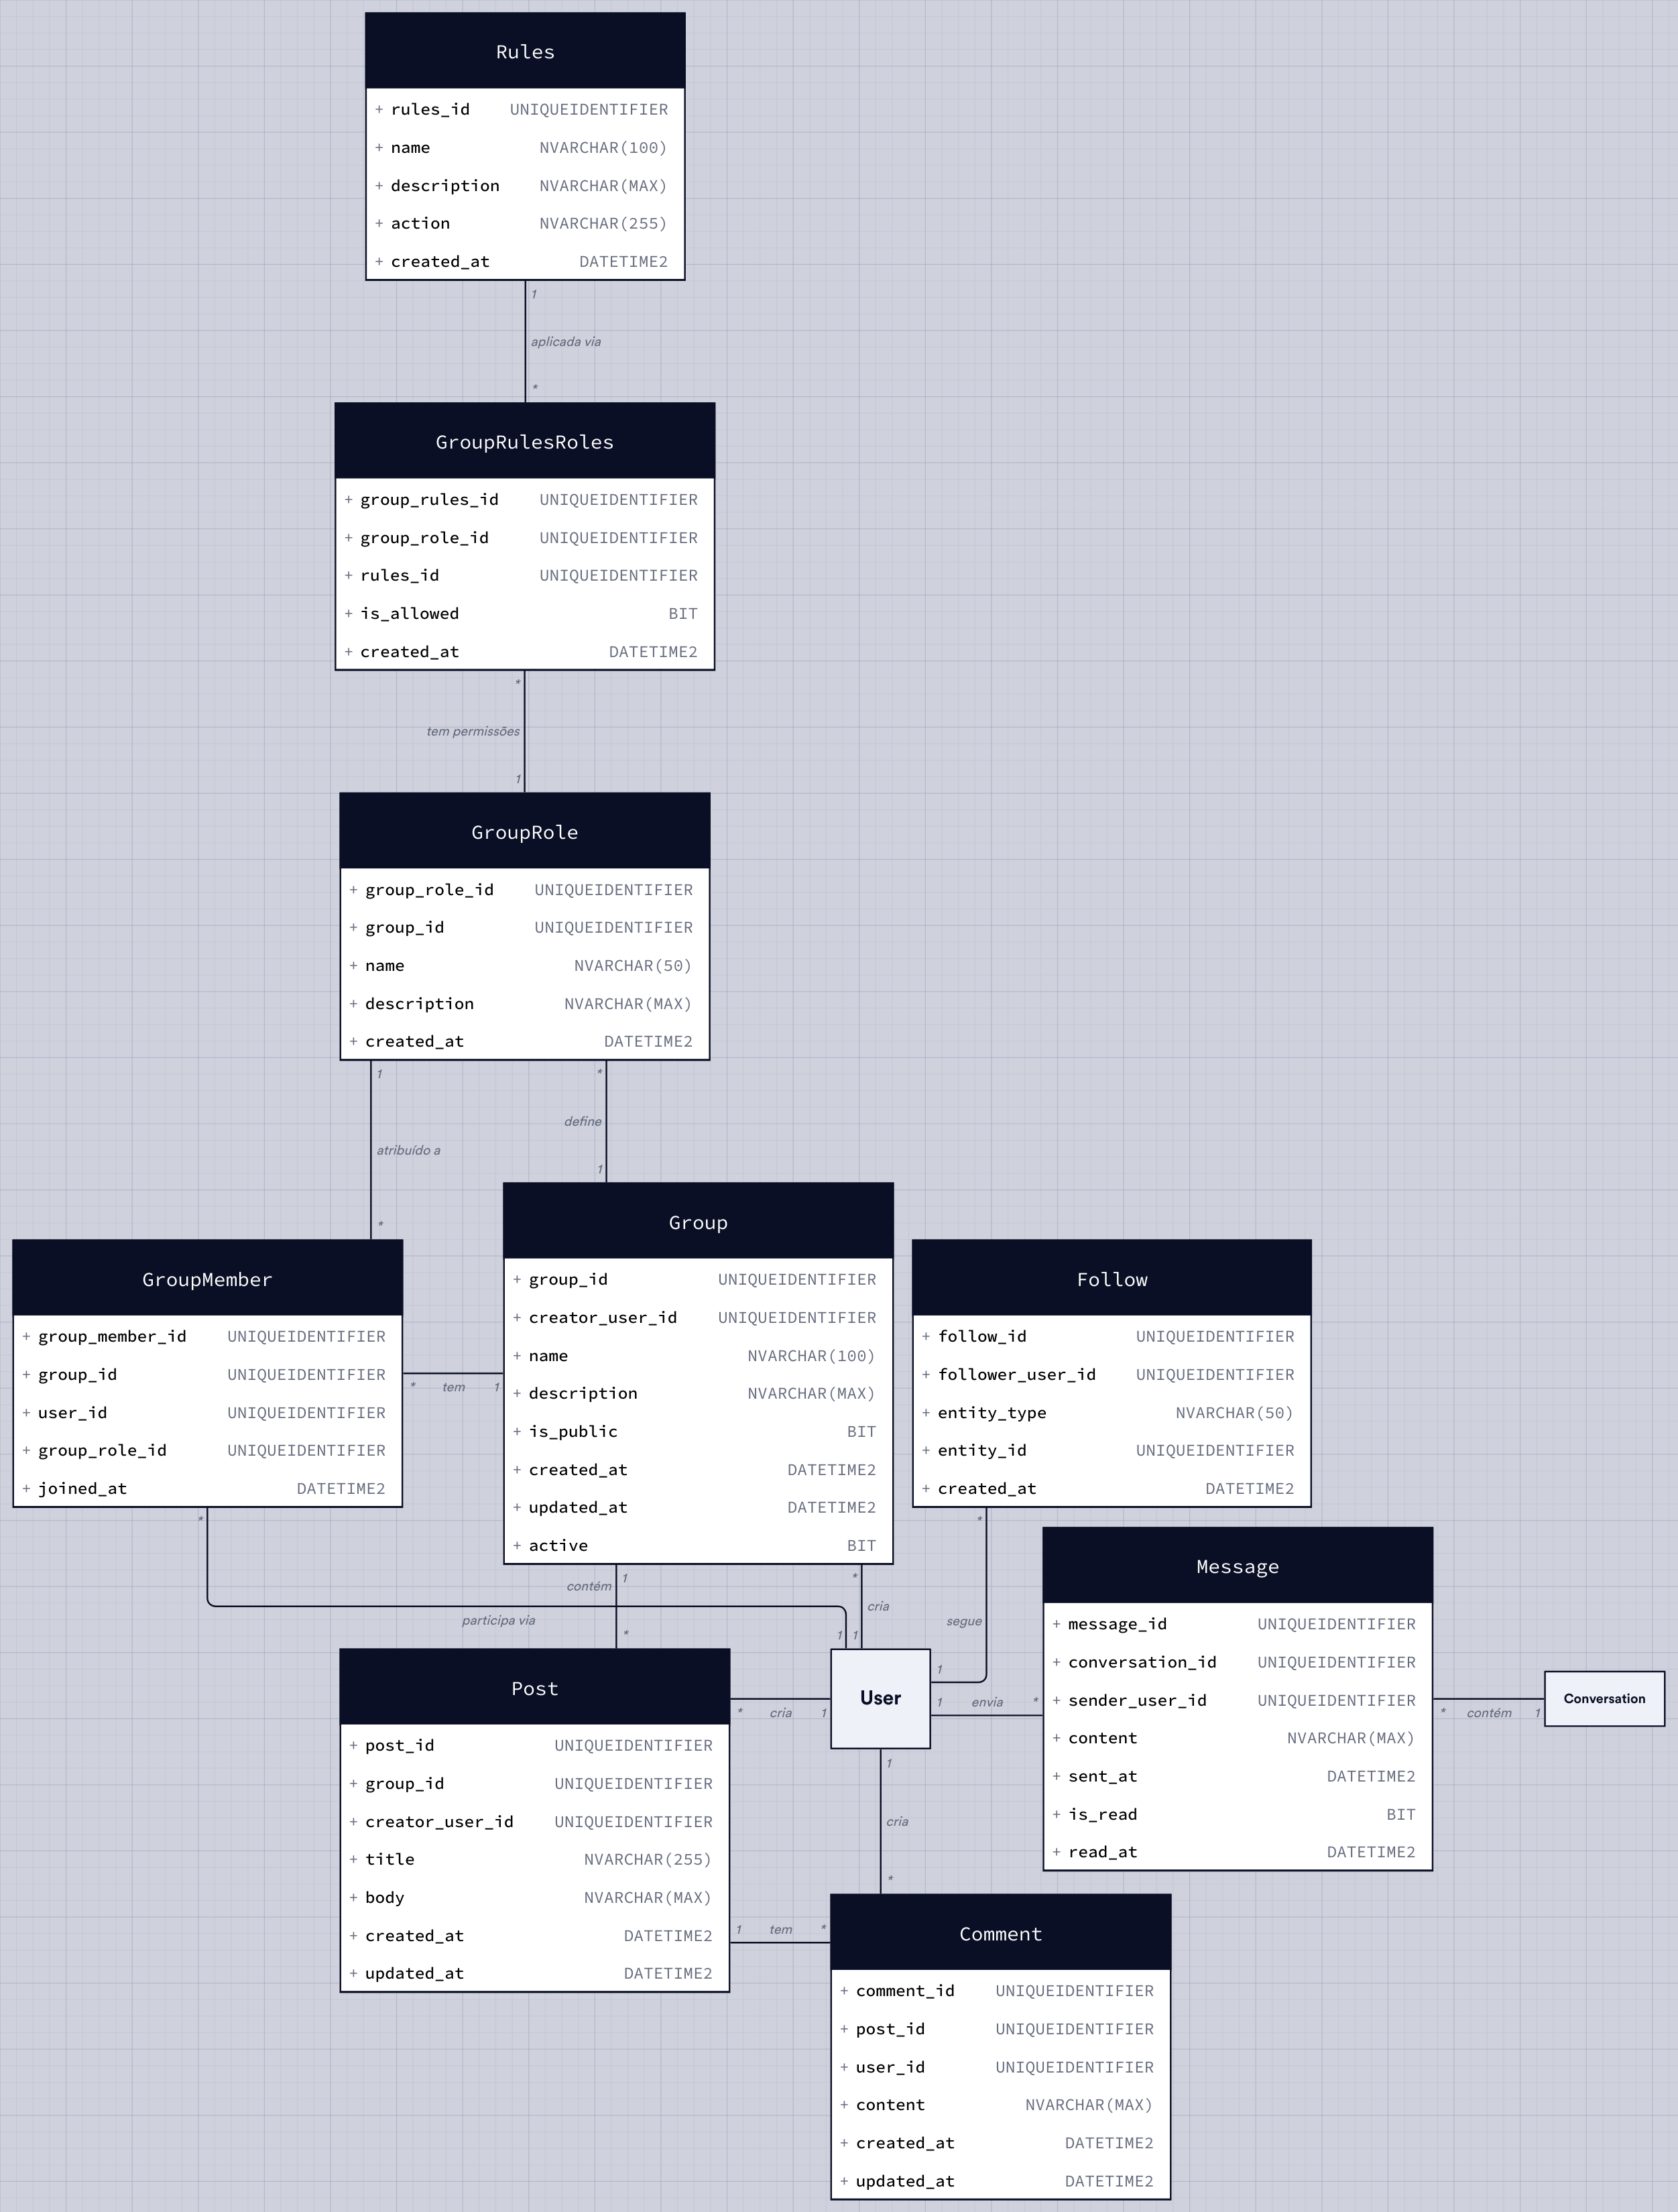 Rules
+ rules_id UNIQUEIDENTIFIER
+ name NVARCHAR(100)
+ description NVARCHAR(MAX)
+ action NVARCHAR(255)
+ created_at DATETIME2
1
aplicada via
*
GroupRulesRoles
+ group_rules_id UNIQUEIDENTIFIER
+ group_role_id UNIQUEIDENTIFIER
+ rules_id UNIQUEIDENTIFIER
+ is_allowed BIT
+ created_at DATETIME2
*
tem permissões
1
GroupRole
+ group_role_id UNIQUEIDENTIFIER
+ group_id UNIQUEIDENTIFIER
+ name NVARCHAR(50)
+ description NVARCHAR(MAX)
+ created_at DATETIME2
1
atribuído a
*
*
define
1
GroupMember
+ group_member_id UNIQUEIDENTIFIER
+ group_id UNIQUEIDENTIFIER
+ user_id UNIQUEIDENTIFIER
+ group_role_id UNIQUEIDENTIFIER
+ joined_at DATETIME2
* tem 1
Group
+ group_id UNIQUEIDENTIFIER
+ creator_user_id UNIQUEIDENTIFIER
+ name NVARCHAR(100)
+ description NVARCHAR(MAX)
+ is_public BIT
+ created_at DATETIME2
+ updated_at DATETIME2
+ active BIT
Follow
+ follow_id UNIQUEIDENTIFIER
+ follower_user_id UNIQUEIDENTIFIER
+ entity_type NVARCHAR(50)
+ entity_id UNIQUEIDENTIFIER
+ created_at DATETIME2
*
participa via
1
1
contém
*
*
cria
1
*
segue
1
Message
+ message_id UNIQUEIDENTIFIER
+ conversation_id UNIQUEIDENTIFIER
+ sender_user_id UNIQUEIDENTIFIER
+ content NVARCHAR(MAX)
+ sent_at DATETIME2
+ is_read BIT
+ read_at DATETIME2
* contém 1
Conversation
Post
+ post_id UNIQUEIDENTIFIER
+ group_id UNIQUEIDENTIFIER
+ creator_user_id UNIQUEIDENTIFIER
+ title NVARCHAR(255)
+ body NVARCHAR(MAX)
+ created_at DATETIME2
+ updated_at DATETIME2
* cria 1
User
1 envia *
1
cria
*
1 tem *
Comment
+ comment_id UNIQUEIDENTIFIER
+ post_id UNIQUEIDENTIFIER
+ user_id UNIQUEIDENTIFIER
+ content NVARCHAR(MAX)
+ created_at DATETIME2
+ updated_at DATETIME2